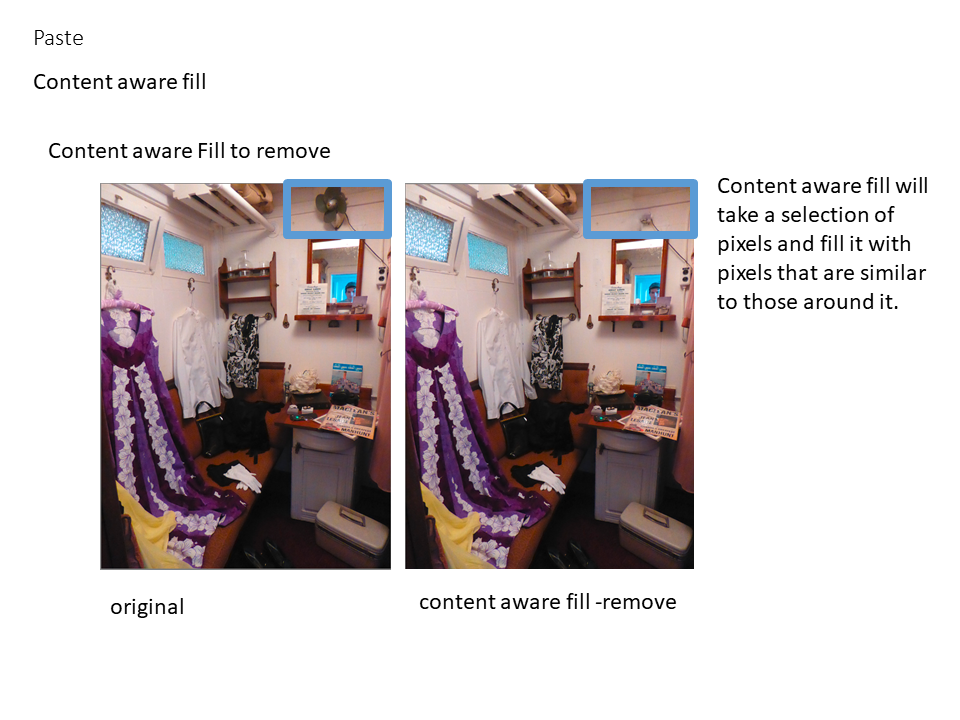 Paste
Content aware fill
Content aware Fill to remove
Content aware fill will
take a selection of
pixels and fill it with
pixels that are similar
to those around it.
original
content aware fill -remove